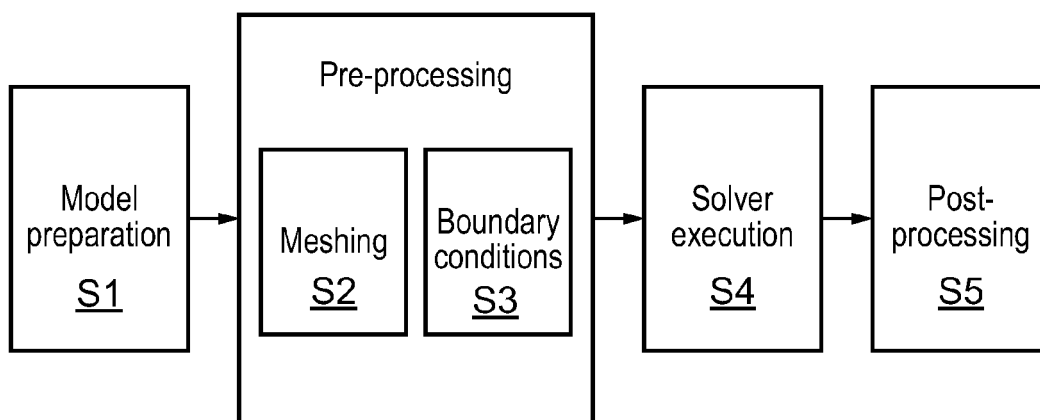 Pre-processing
Model
preparation
S1
Meshing
S2
Boundary
conditions
S3
Solver
execution
S4
Post-
processing
S5